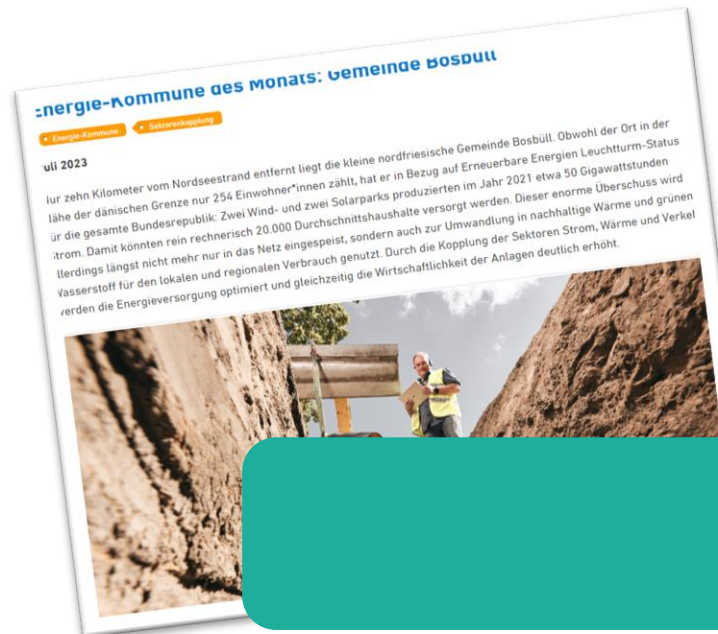 Energie-Kommune des Monats: Gemeinde Bosbüll
• Energie-Kommune • Sektorenkopplung
uli 2023
ur zehn Kilometer vom Nordseestrand entfernt liegt die kleine nordfriesische Gemeinde Bosbüll. Obwohl der Ort in der
ähe der dänischen Grenze nur 254 Einwohner*innen zählt, hat er in Bezug auf Erneuerbare Energien Leuchtturm-Status
ür die gesamte Bundesrepublik: Zwei Wind- und zwei Solarparks produzierten im Jahr 2021 etwa 50 Gigawattstunden
trom. Damit könnten rein rechnerisch 20.000 Durchschnittshaushalte versorgt werden. Dieser enorme Überschuss wird
llerdings längst nicht mehr nur in das Netz eingespeist, sondern auch zur Umwandlung in nachhaltige Wärme und grünen
Wasserstoff für den lokalen und regionalen Verbrauch genutzt. Durch die Kopplung der Sektoren Strom, Wärme und Verkel
werden die Energieversorgung optimiert und gleichzeitig die Wirtschaftlichkeit der Anlagen deutlich erhöht.